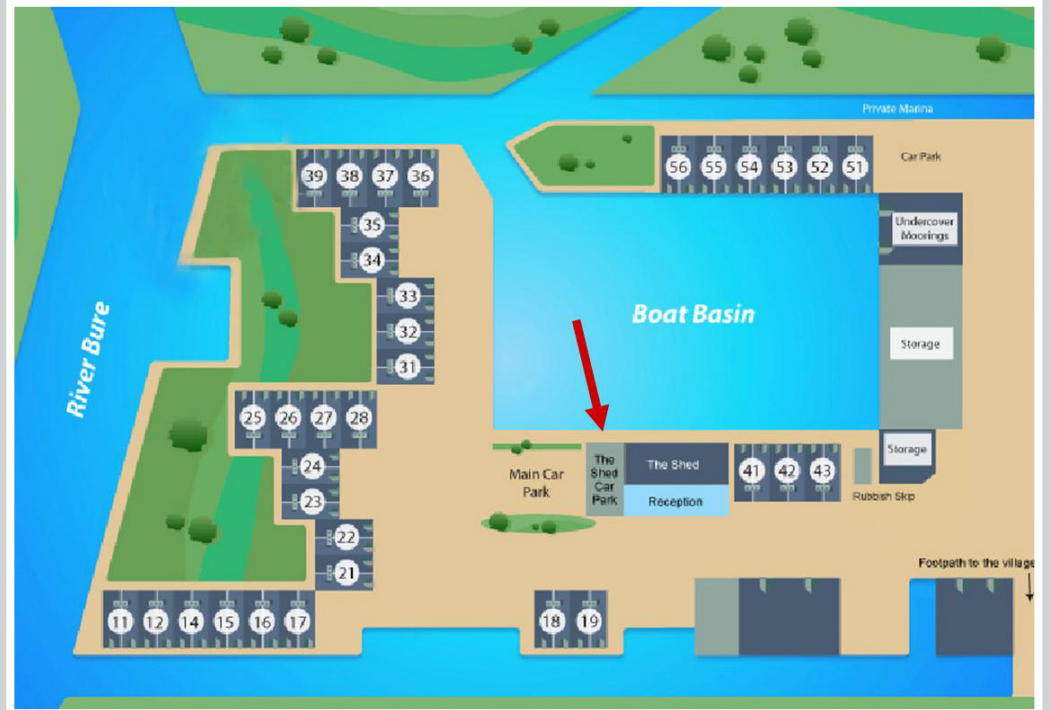 Private Marina
56 55 54 53 52 51
Car Park
39 38 37 36
35
34
33
32
31
Undercover
Moorings
Boat Basin
Storage
River Bure
25 26 27 28
24
23
22
21
Main Car
Park
The
Shed
Car
Park
The Shed
Reception
41 42 43
Storage
Rubbish Skip
Footpath to the village
11 12 14 15 16 17
18 19